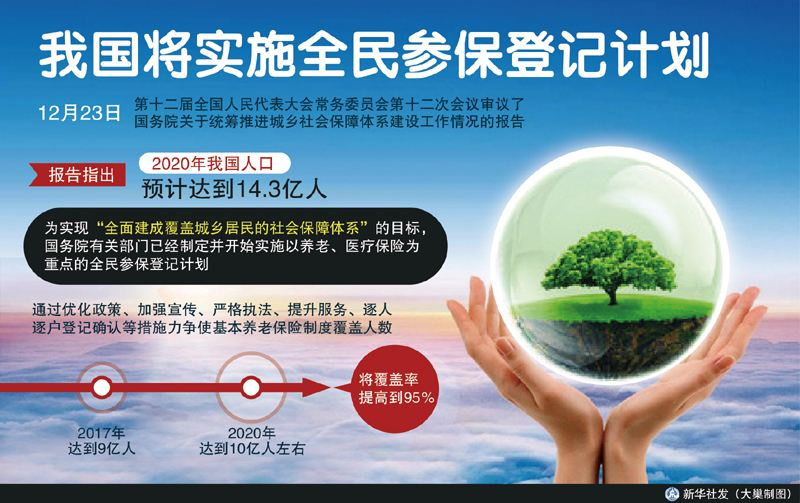 我国将实施全民参保登记计划
12月23日
第十二届全国人民代表大会常务委员会第十二次会议审议了
国务院关于统筹推进城乡社会保障体系建设工作情况的报告
报告指出
2020年我国人口
预计达到14.3亿人
为实现“全面建成覆盖城乡居民的社会保障体系”的目标，
国务院有关部门已经制定并开始实施以养老、医疗保险为
重点的全民参保登记计划
通过优化政策、加强宣传、严格执法、提升服务、逐人
逐户登记确认等措施力争使基本养老保险制度覆盖人数
将覆盖率
提高到95%
2017年
达到9亿人
2020年
达到10亿人左右
新华社发（大巢制图）